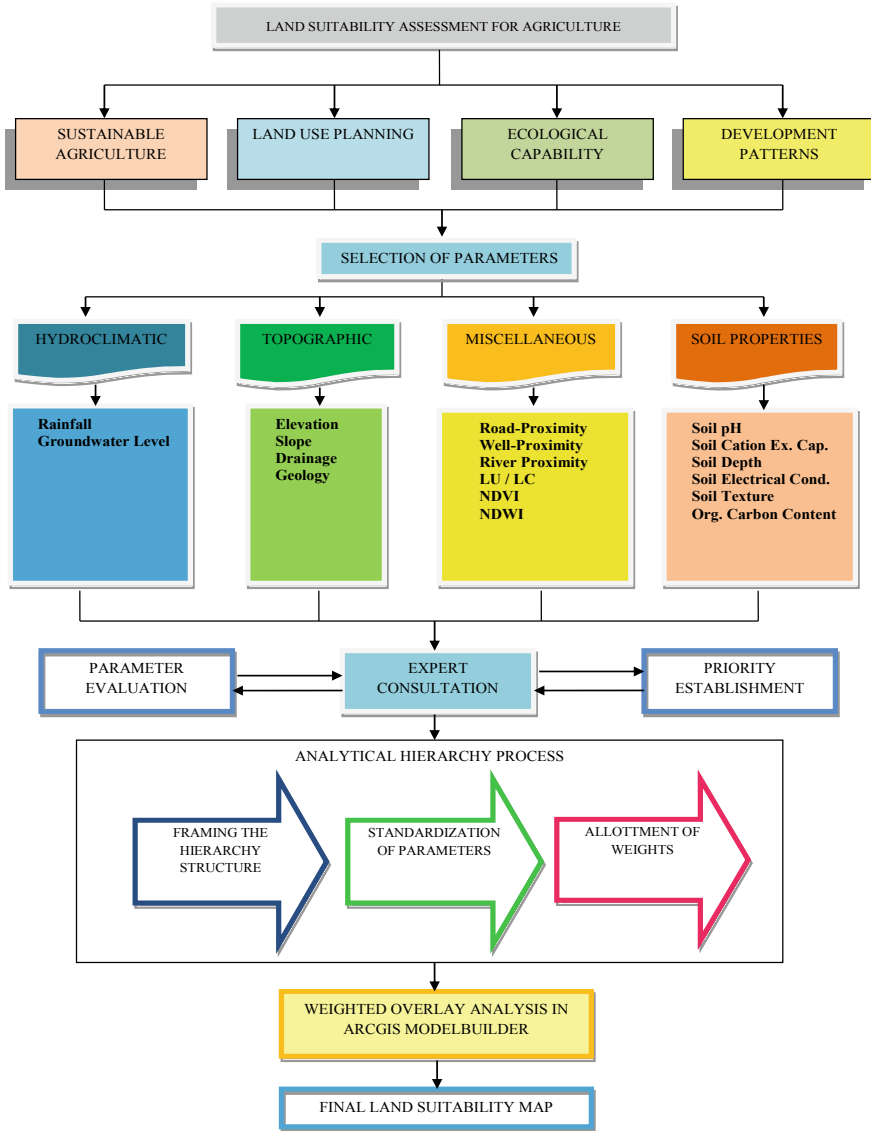 LAND SUITABILITY ASSESSMENT FOR AGRICULTURE
SUSTAINABLE
AGRICULTURE
LAND USE PLANNING
ECOLOGICAL
CAPABILITY
DEVELOPMENT
PATTERNS
SELECTION OF PARAMETERS
HYDROCLIMATIC
TOPOGRAPHIC
MISCELLANEOUS
SOIL PROPERTIES
Rainfall
Groundwater Level
Elevation
Slope
Drainage
Geology
Road-Proximity
Well-Proximity
River Proximity
LU / LC
NDVI
NDWI
Soil pH
Soil Cation Ex. Cap.
Soil Depth
Soil Electrical Cond.
Soil Texture
Org. Carbon Content
PARAMETER
EVALUATION
EXPERT
CONSULTATION
PRIORITY
ESTABLISHMENT
ANALYTICAL HIERARCHY PROCESS
FRAMING THE
HIERARCHY
STRUCTURE
STANDARDIZATION
OF PARAMETERS
ALLOTTMENT OF
WEIGHTS
WEIGHTED OVERLAY ANALYSIS IN
ARCGIS MODELBUILDER
FINAL LAND SUITABILITY MAP